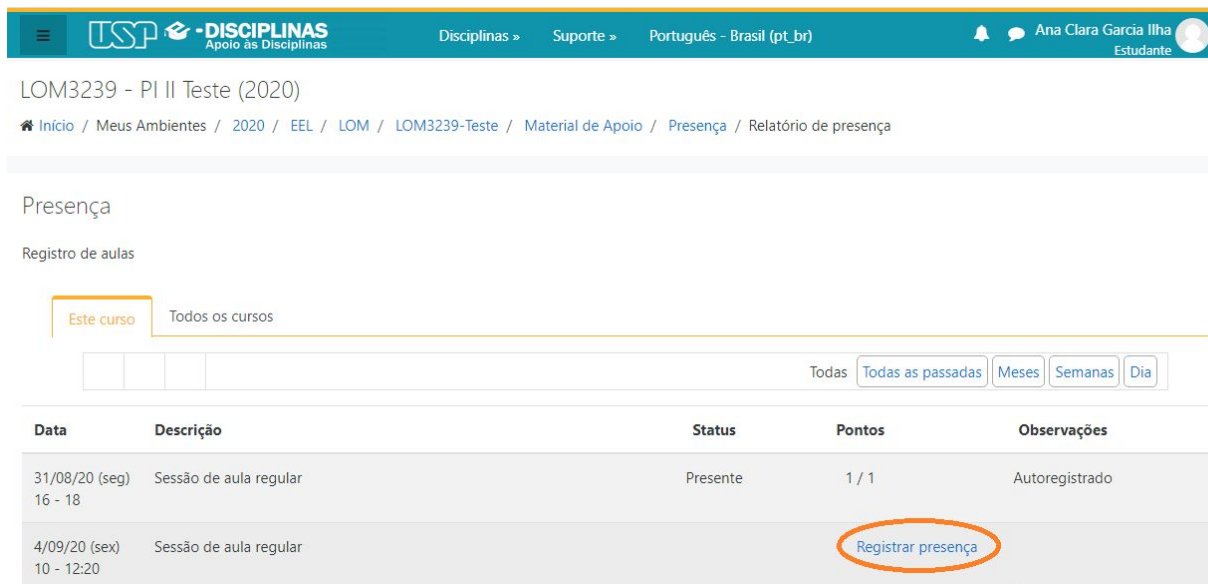 USP e-DISCIPLINAS
Apoio às Disciplinas
Disciplinas » Suporte » Português - Brasil (pt_br)
Ana Clara Garcia Ilha
Estudante
LOM3239 - PI II Teste (2020)
Início / Meus Ambientes / 2020 / EEL / LOM / LOM3239-Teste / Material de Apoio / Presença / Relatório de presença
Presença
Registro de aulas
Este curso Todos os cursos
Todas Todas as passadas Meses Semanas Dia
Data Descrição Status Pontos Observações
31/08/20 (seg) Sessão de aula regular Presente 1 / 1 Autoregistrado
16 - 18
4/09/20 (sex) Sessão de aula regular Registrar presença
10 - 12:20